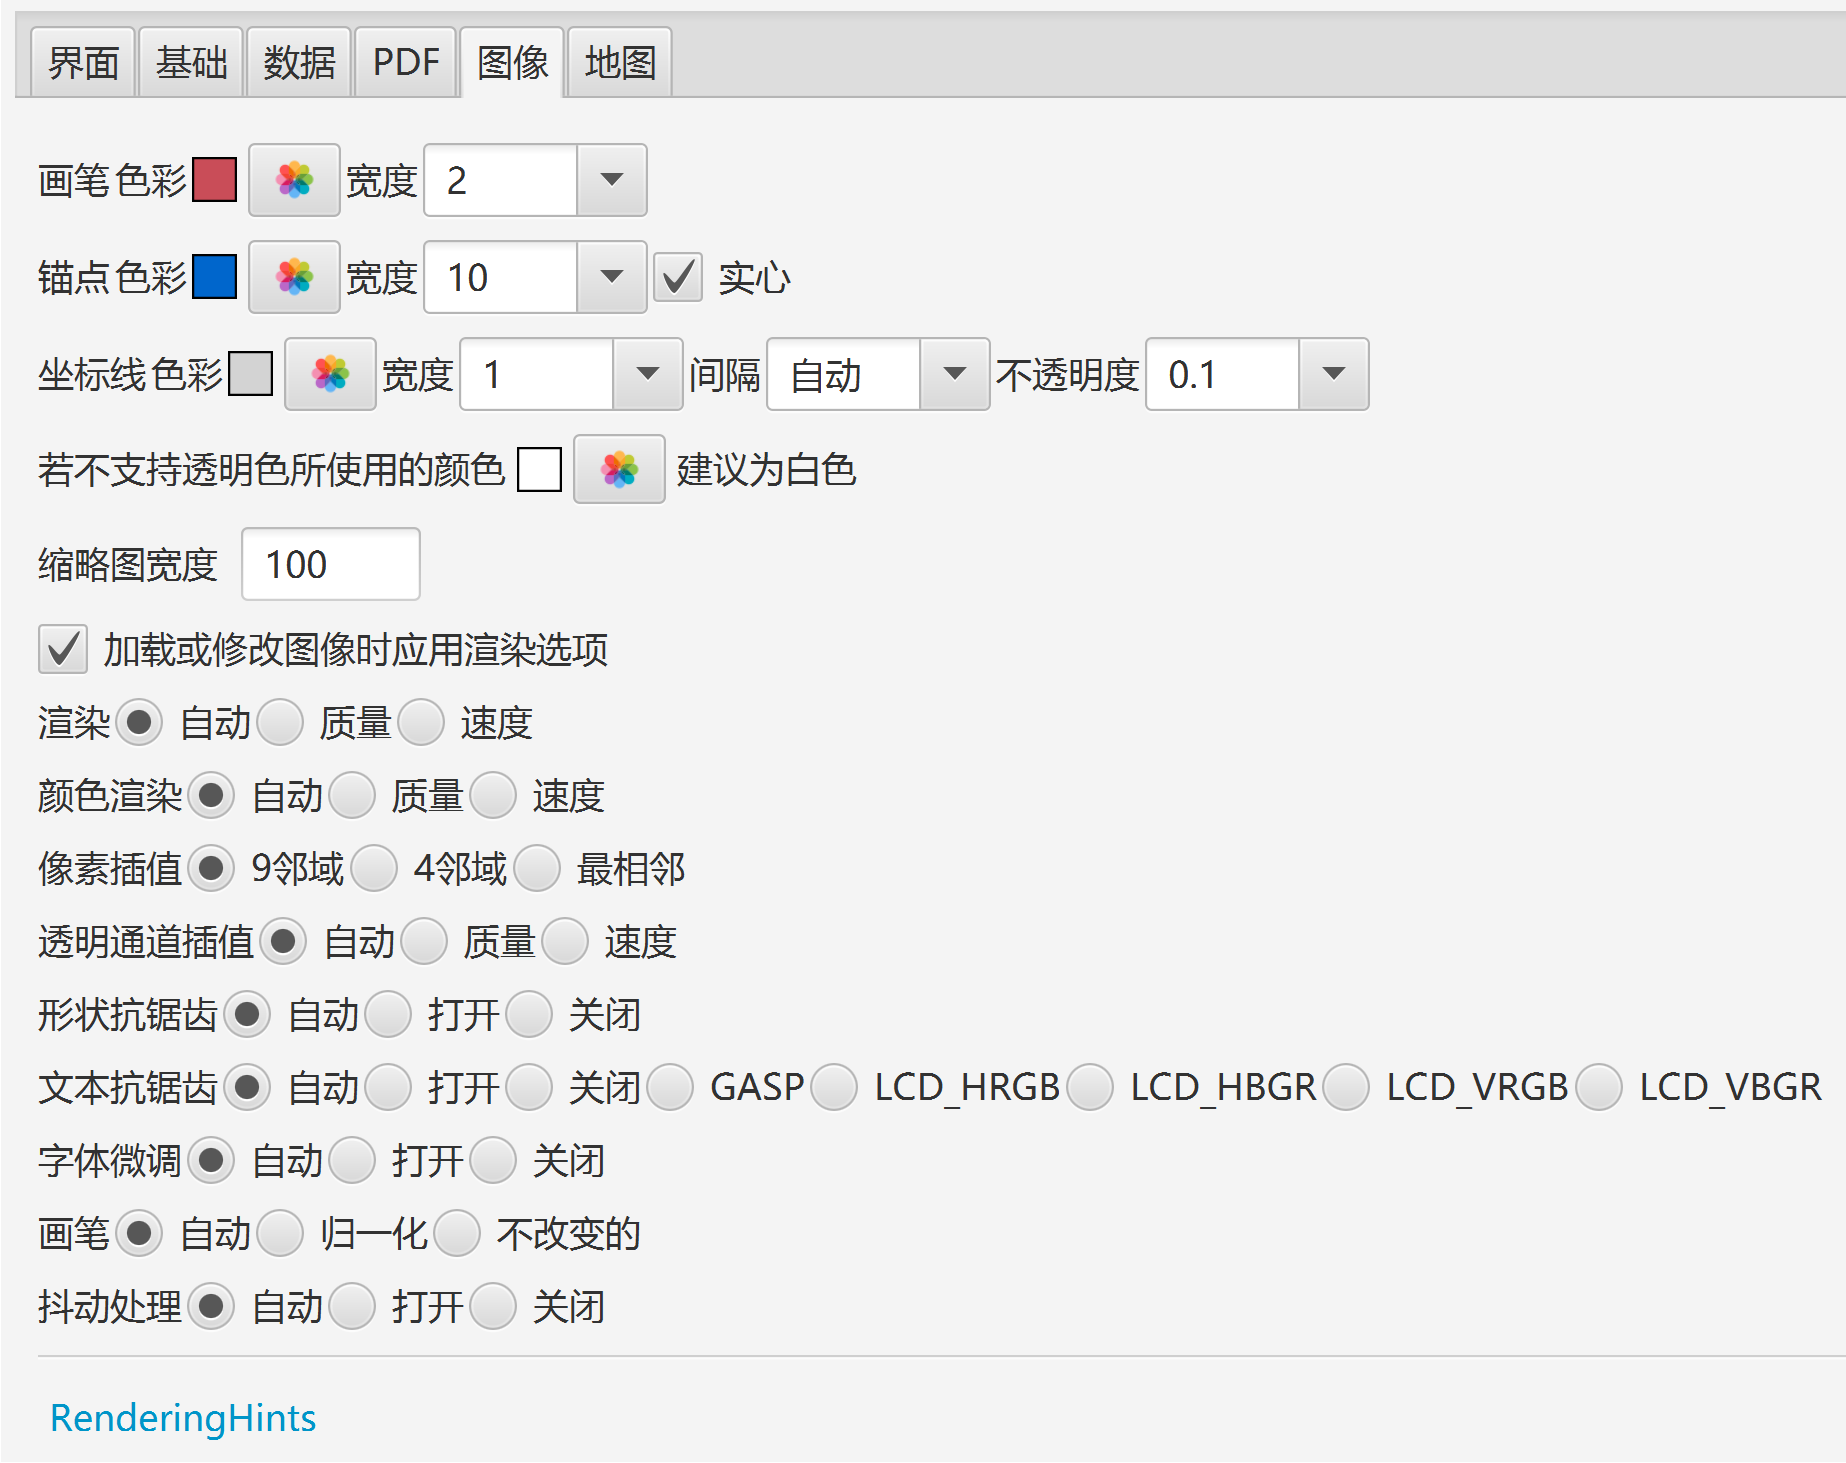 界面 基础 数据 PDF 图像 地图
画笔 色彩 宽度 2
锚点 色彩 宽度 10 实心
坐标线 色彩 宽度 1 间隔 自动 不透明度 0.1
若不支持透明色所使用的颜色 建议为白色
缩略图宽度 100
加载或修改图像时应用渲染选项
渲染 自动 质量 速度
颜色渲染 自动 质量 速度
像素插值 9邻域 4邻域 最相邻
透明通道插值 自动 质量 速度
形状抗锯齿 自动 打开 关闭
文本抗锯齿 自动 打开 关闭 GASP LCD_HRGB LCD_HBGR LCD_VRGB LCD_VBGR
字体微调 自动 打开 关闭
画笔 自动 归一化 不改变的
抖动处理 自动 打开 关闭
RenderingHints